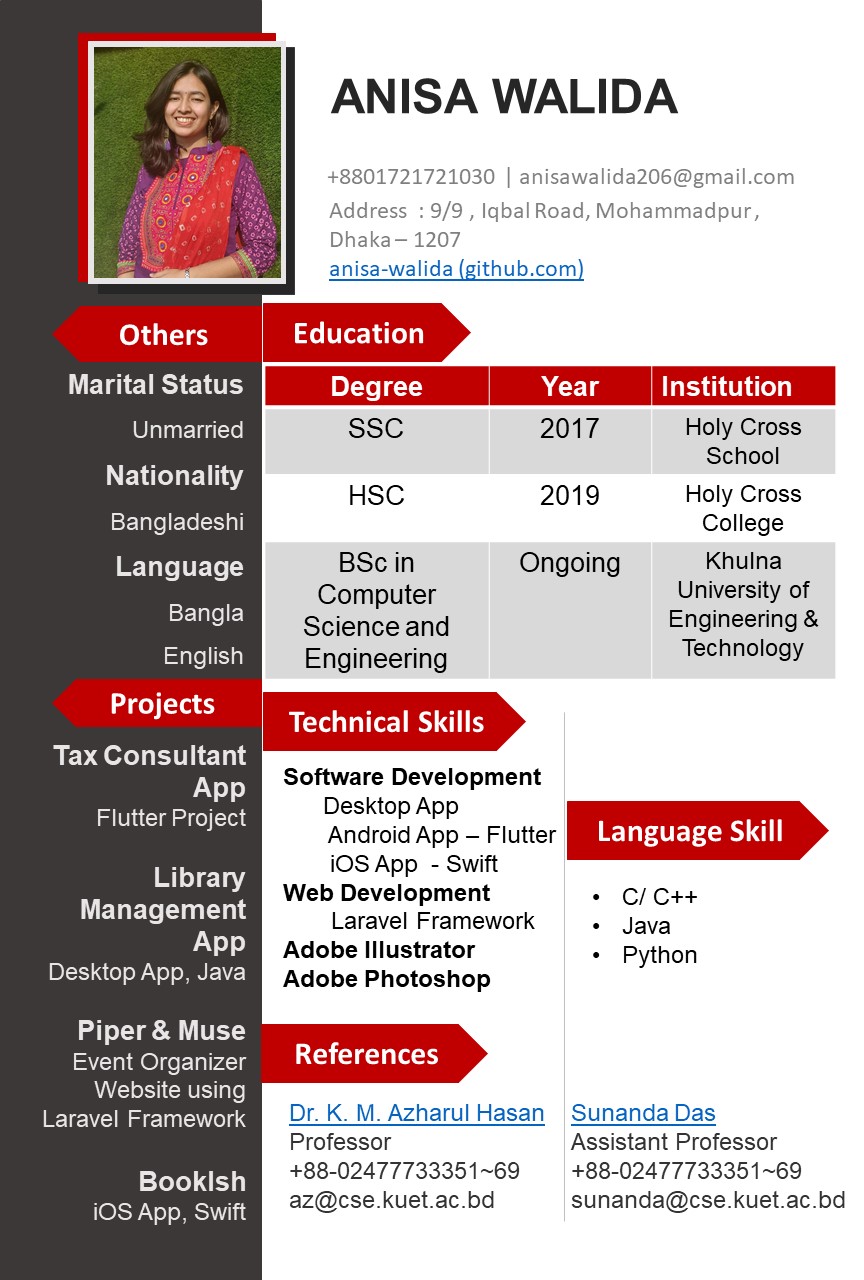 ANISA WALIDA
+8801721721030 | anisawalida206@gmail.com
Address : 9/9 , Iqbal Road, Mohammadpur ,
Dhaka – 1207
anisa-walida (github.com)
Others
Marital Status
Unmarried
Nationality
Bangladeshi
Language
Bangla
English
Projects
Tax Consultant
App
Flutter Project
Library
Management
App
Desktop App, Java
Piper & Muse
Event Organizer
Website using
Laravel Framework
BookIsh
iOS App, Swift
Education
Degree Year Institution
SSC 2017 Holy Cross
School
HSC 2019 Holy Cross
College
BSc in Ongoing Khulna
Computer University of
Science and Engineering &
Engineering Technology
Technical Skills
Software Development
Desktop App
Android App – Flutter
iOS App - Swift
Web Development
Laravel Framework
Adobe Illustrator
Adobe Photoshop
Language Skill
• C/ C++
• Java
• Python
References
Dr. K. M. Azharul Hasan
Professor
+88-02477733351~69
az@cse.kuet.ac.bd
Sunanda Das
Assistant Professor
+88-02477733351~69
sunanda@cse.kuet.ac.bd